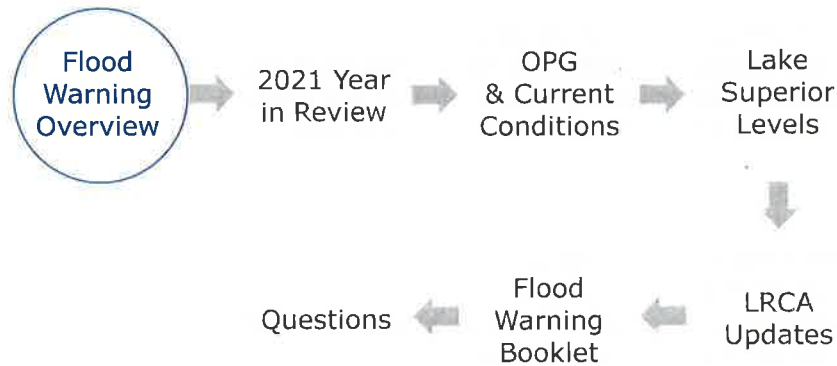 Flood
Warning
Overview
2021 Year
in Review
OPG
& Current
Conditions
Lake
Superior
Levels
LRCA
Updates
Flood
Warning
Booklet
Questions